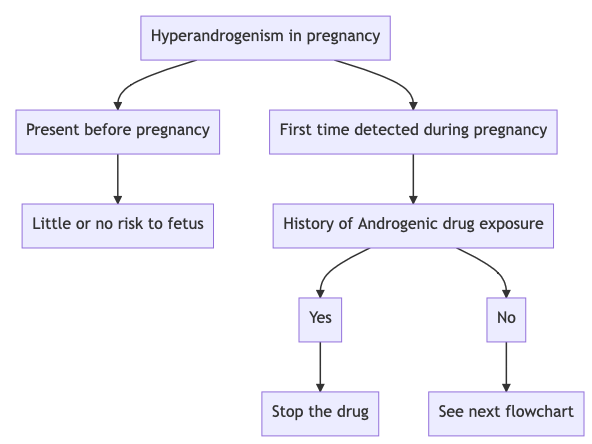 Hyperandrogenism in pregnancy
Present before pregnancy
First time detected during pregnancy
Little or no risk to fetus
History of Androgenic drug exposure
Yes
No
Stop the drug
See next flowchart